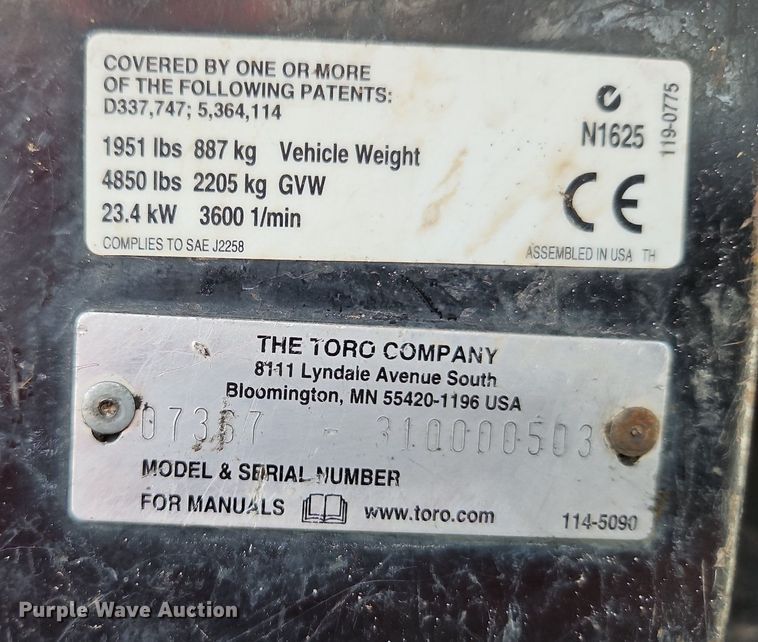 COVERED BY ONE OR MORE
OF THE FOLLOWING PATENTS:
D337,747; 5,364,114
1951 lbs 887 kg Vehicle Weight
4850 lbs 2205 kg GVW
23.4 kW 3600 1/min
COMPLIES TO SAE J2258
N1625
119-0775
CE
ASSEMBLED IN USA TH
THE TORO COMPANY
8111 Lyndale Avenue South
Bloomington, MN 55420-1196 USA
07367 - 310000503
MODEL & SERIAL NUMBER
FOR MANUALS www.toro.com
114-5090
Purple Wave Auction